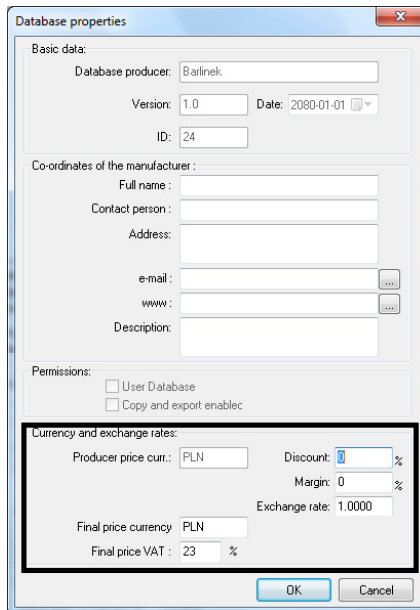 Database properties
Basic data:
Database producer: Barlinek
Version: 1.0 Date: 2080-01-01
ID: 24
Co-ordinates of the manufacturer :
Full name :
Contact person :
Address:
e-mail : ...
www : ...
Description:
Permissions:
User Database
Copy and export enablec
Currency and exchange rates:
Producer price curr.: PLN Discount: 0 %
Margin: 0 %
Exchange rate: 1.0000
Final price currency PLN
Final price VAT : 23 %
OK Cancel